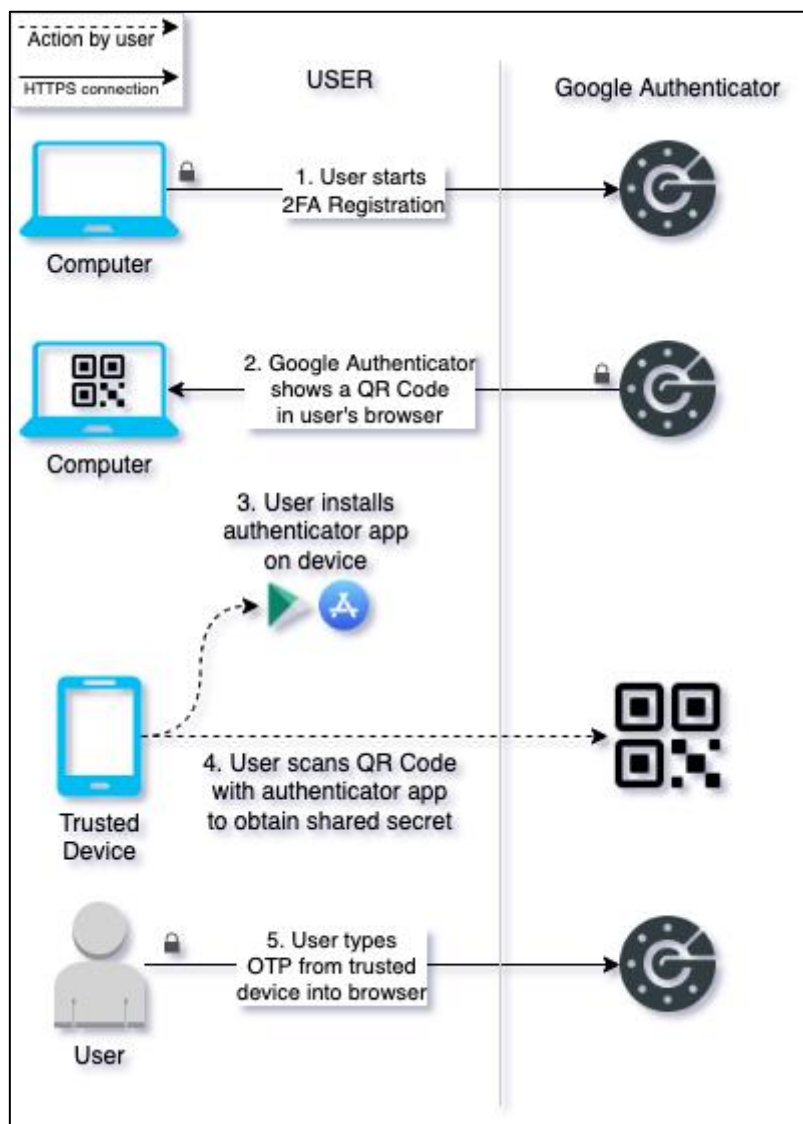 Action by user
HTTPS connection
USER
Google Authenticator
1. User starts
2FA Registration
Computer
2. Google Authenticator
shows a QR Code
in user's browser
Computer
3. User installs
authenticator app
on device
4. User scans QR Code
with authenticator app
to obtain shared secret
Trusted
Device
5. User types
OTP from trusted
device into browser
User